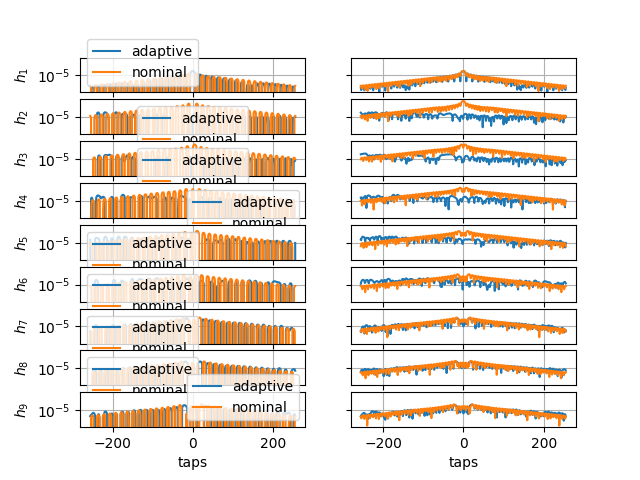 adaptive
nominal
h1 10−5
h2 10−5
adaptive
nominal
h3 10−5
adaptive
nominal
h4 10−5
adaptive
nominal
h5 10−5
adaptive
nominal
h6 10−5
adaptive
nominal
h7 10−5
adaptive
nominal
h8 10−5
adaptive
nominal
adaptive
nominal
h9 10−5
−200 0 200 −200 0 200
taps taps